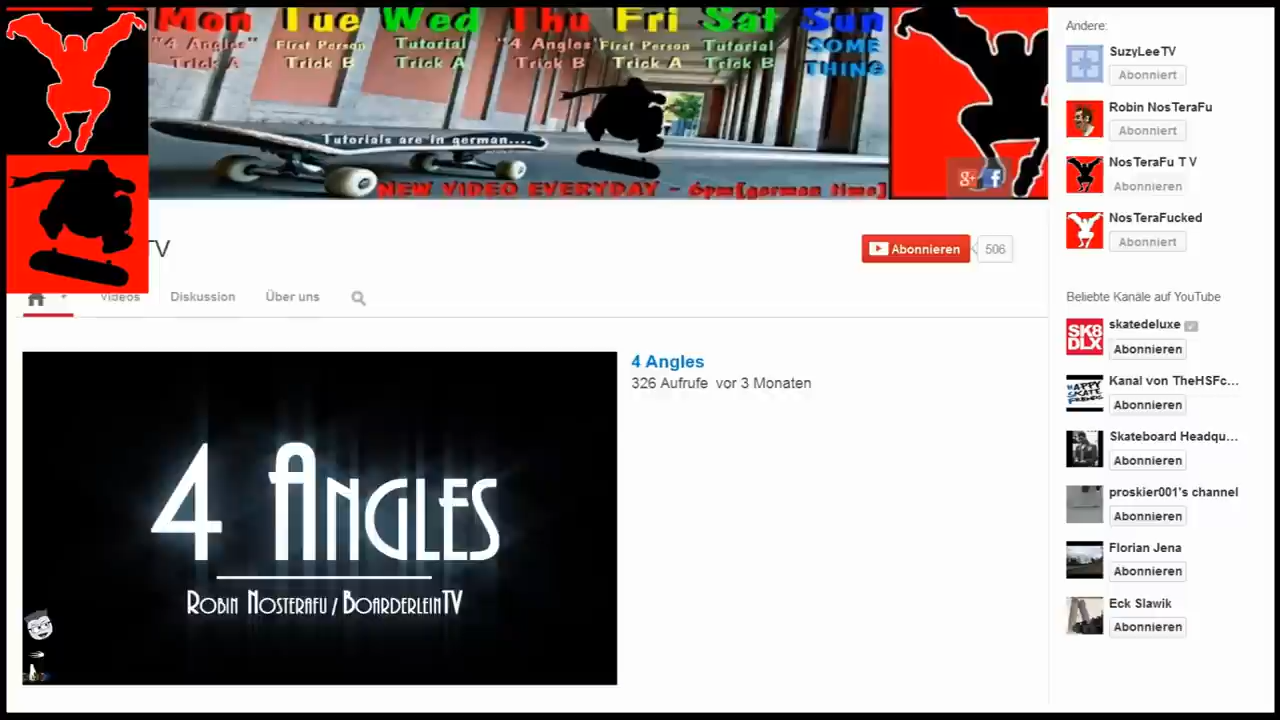 Mon Tue Wed Thu Fri Sat Sun
"4 Angles" First Person Tutorial "4 Angles" First Person Tutorial SOME
Trick A Trick B Trick A Trick B Trick A Trick B THING
Tutorials are in german....
NEW VIDEO EVERYDAY - 6pm[german time]
TV
Abonnieren 506
Videos Diskussion Über uns
4 Angles
326 Aufrufe vor 3 Monaten
4 Angles
Robin Nosterafu / BoarderleinTV
Andere:
SuzyLeeTV
Abonniert
Robin NosTeraFu
Abonniert
NosTeraFu T V
Abonnieren
NosTeraFucked
Abonniert
Beliebte Kanäle auf YouTube
SK8
DLX
skatedeluxe
Abonnieren
HAPPY
SKATE
FRIENDS
Kanal von TheHSFc...
Abonnieren
Skateboard Headqu...
Abonnieren
proskier001's channel
Abonnieren
Florian Jena
Abonnieren
Eck Slawik
Abonnieren